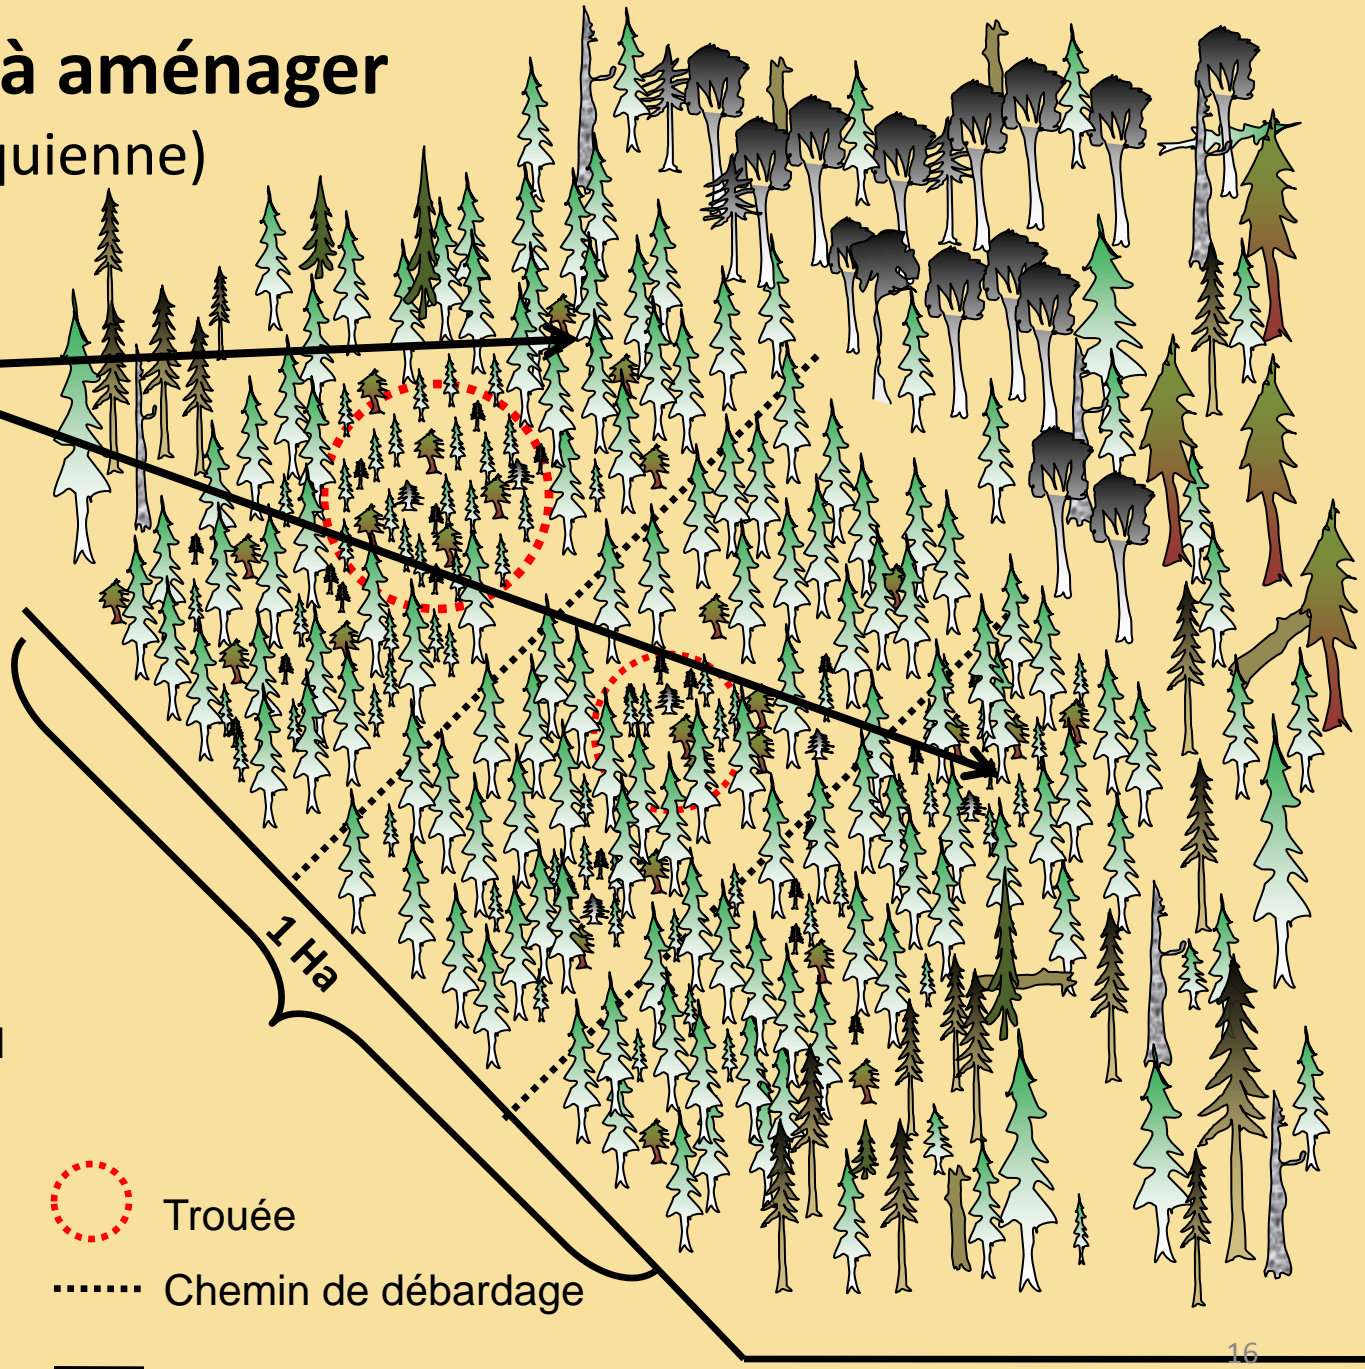 à aménager
quienne)
1 Ha
Trouée
Chemin de débardage
16